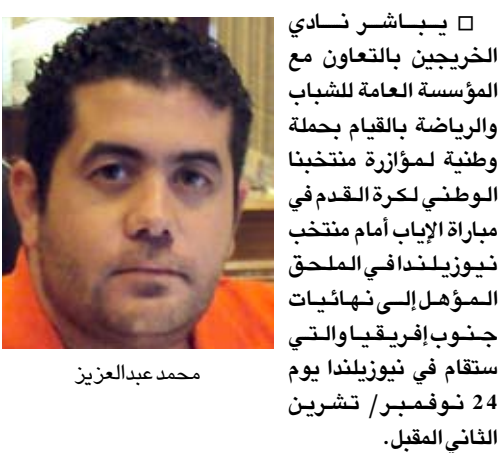 □ يباشر نادي
الخريجين بالتعاون مع
المؤسسة العامة للشباب
والرياضة بالقيام بحملة
وطنية لمؤازرة منتخبنا
الوطني لكرة القدم في
مباراة الإياب أمام منتخب
نيوزيلندا في الملحق
المؤهل إلى نهائيات
جنوب إفريقيا والتي
ستقام في نيوزيلندا يوم
24 نوفمبر/ تشرين
الثاني المقبل.
محمد عبدالعزيز